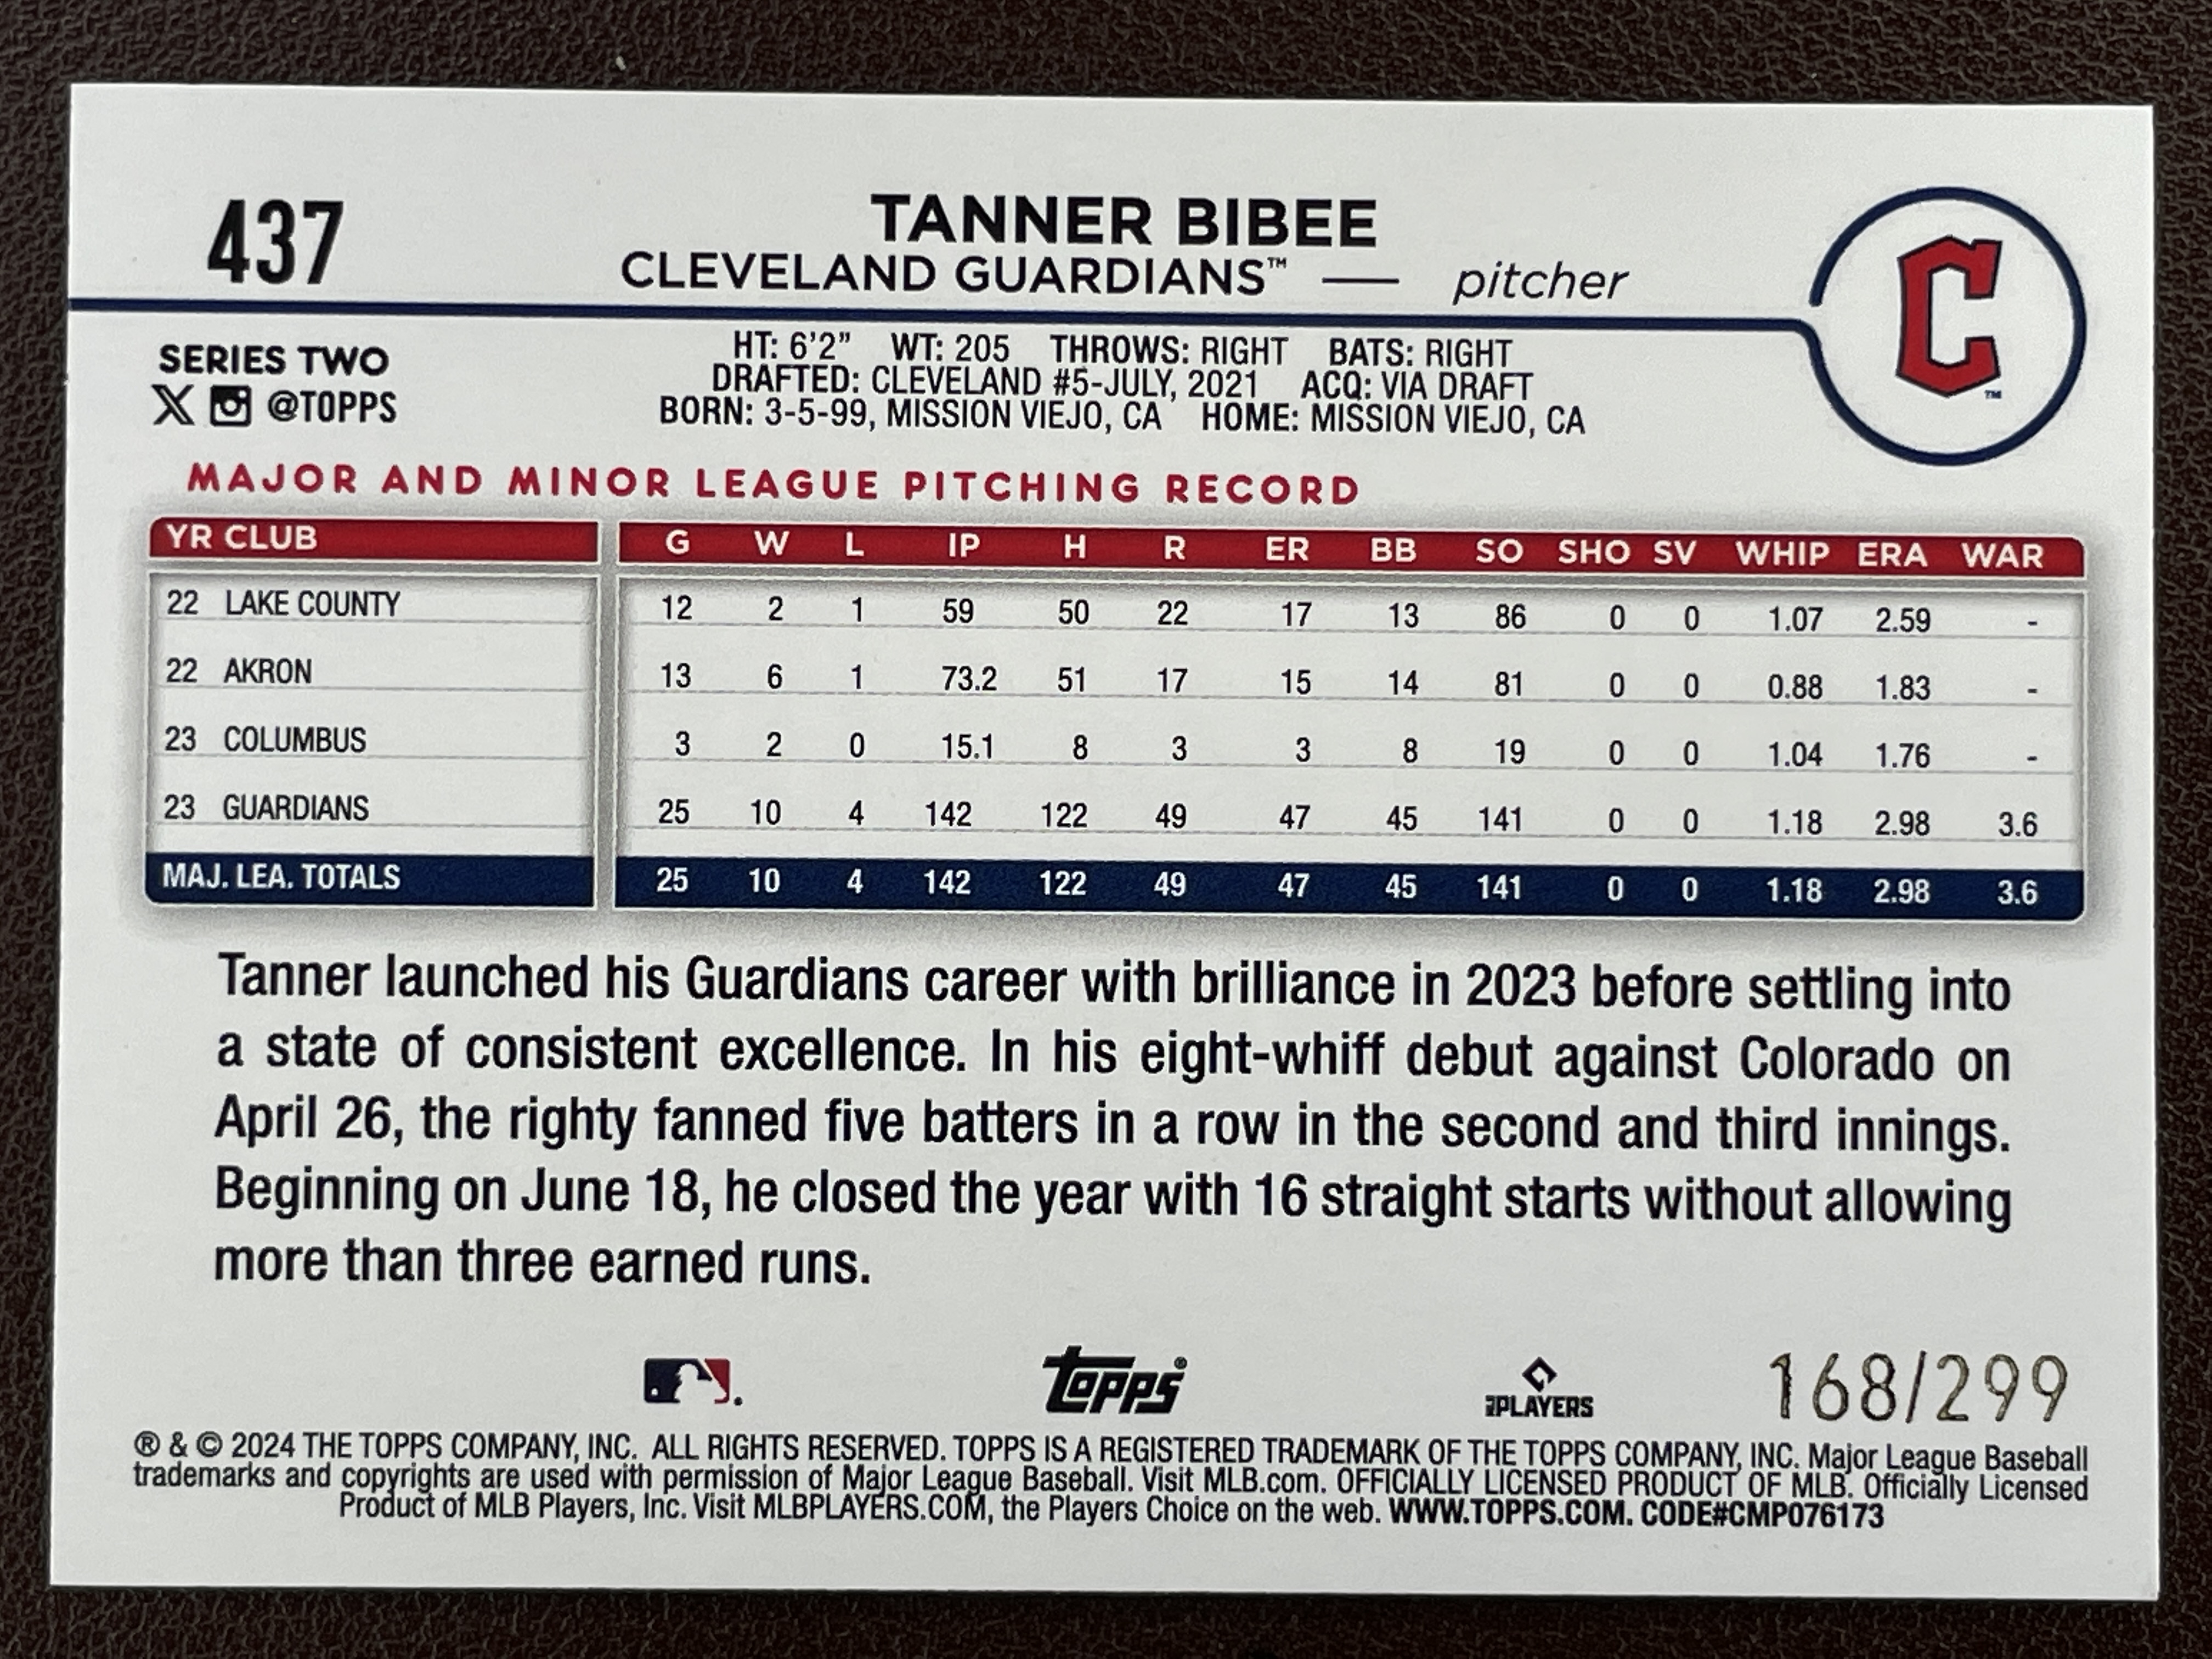 437
TANNER BIBEE
CLEVELAND GUARDIANS™ — pitcher
C™
SERIES TWO
@TOPPS
HT: 6'2" WT: 205 THROWS: RIGHT BATS: RIGHT
DRAFTED: CLEVELAND #5-JULY, 2021 ACQ: VIA DRAFT
BORN: 3-5-99, MISSION VIEJO, CA HOME: MISSION VIEJO, CA
MAJOR AND MINOR LEAGUE PITCHING RECORD
YR CLUB G W L IP H R ER BB SO SHO SV WHIP ERA WAR
22 LAKE COUNTY 12 2 1 59 50 22 17 13 86 0 0 1.07 2.59 -
22 AKRON 13 6 1 73.2 51 17 15 14 81 0 0 0.88 1.83 -
23 COLUMBUS 3 2 0 15.1 8 3 3 8 19 0 0 1.04 1.76 -
23 GUARDIANS 25 10 4 142 122 49 47 45 141 0 0 1.18 2.98 3.6
MAJ. LEA. TOTALS 25 10 4 142 122 49 47 45 141 0 0 1.18 2.98 3.6
Tanner launched his Guardians career with brilliance in 2023 before settling into
a state of consistent excellence. In his eight-whiff debut against Colorado on
April 26, the righty fanned five batters in a row in the second and third innings.
Beginning on June 18, he closed the year with 16 straight starts without allowing
more than three earned runs.
topps® PLAYERS 168/299
® & © 2024 THE TOPPS COMPANY, INC. ALL RIGHTS RESERVED. TOPPS IS A REGISTERED TRADEMARK OF THE TOPPS COMPANY, INC. Major League Baseball
trademarks and copyrights are used with permission of Major League Baseball. Visit MLB.com. OFFICIALLY LICENSED PRODUCT OF MLB. Officially Licensed
Product of MLB Players, Inc. Visit MLBPLAYERS.COM, the Players Choice on the web. WWW.TOPPS.COM. CODE#CMP076173